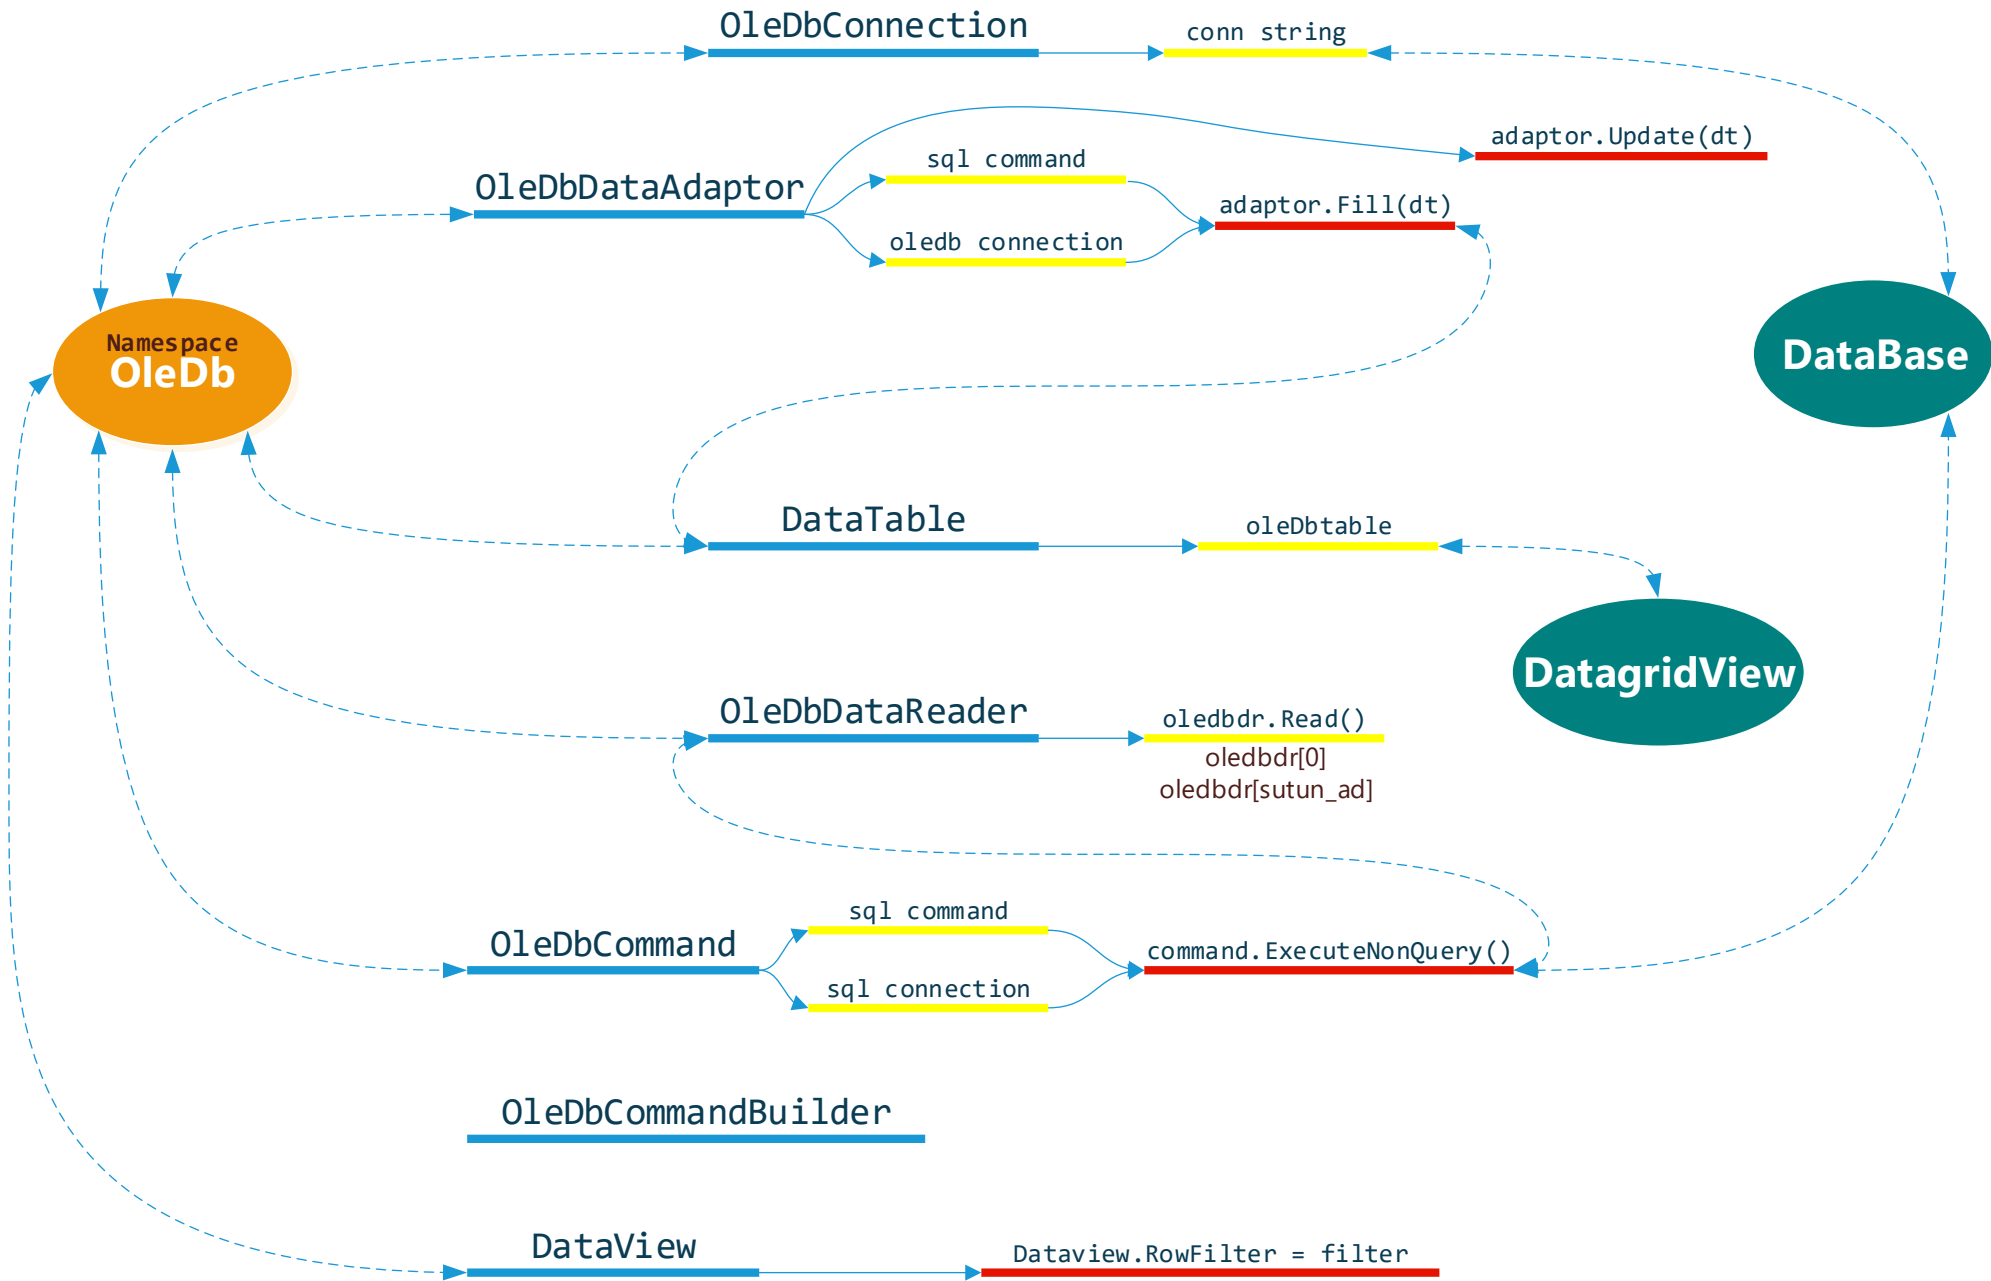 OleDbConnection
conn string
adaptor.Update(dt)
sql command
OleDbDataAdaptor
adaptor.Fill(dt)
oledb connection
Namespace
OleDb
DataBase
DataTable
oleDbtable
DatagridView
OleDbDataReader
oledbdr.Read()
oledbdr[0]
oledbdr[sutun_ad]
sql command
OleDbCommand
command.ExecuteNonQuery()
sql connection
OleDbCommandBuilder
DataView
Dataview.RowFilter = filter